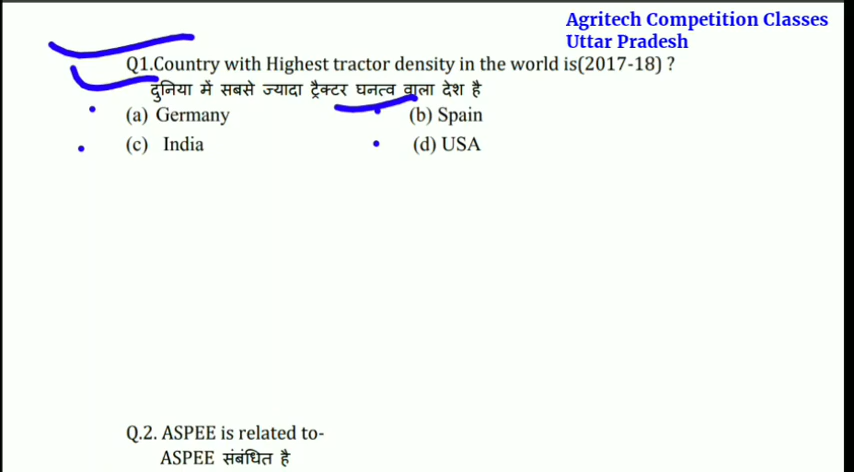 Agritech Competition Classes
Uttar Pradesh
Q1.Country with Highest tractor density in the world is(2017-18) ?
दुनिया में सबसे ज्यादा ट्रैक्टर घनत्व वाला देश है
(a) Germany (b) Spain
(c) India (d) USA
Q.2. ASPEE is related to-
ASPEE संबंधित है